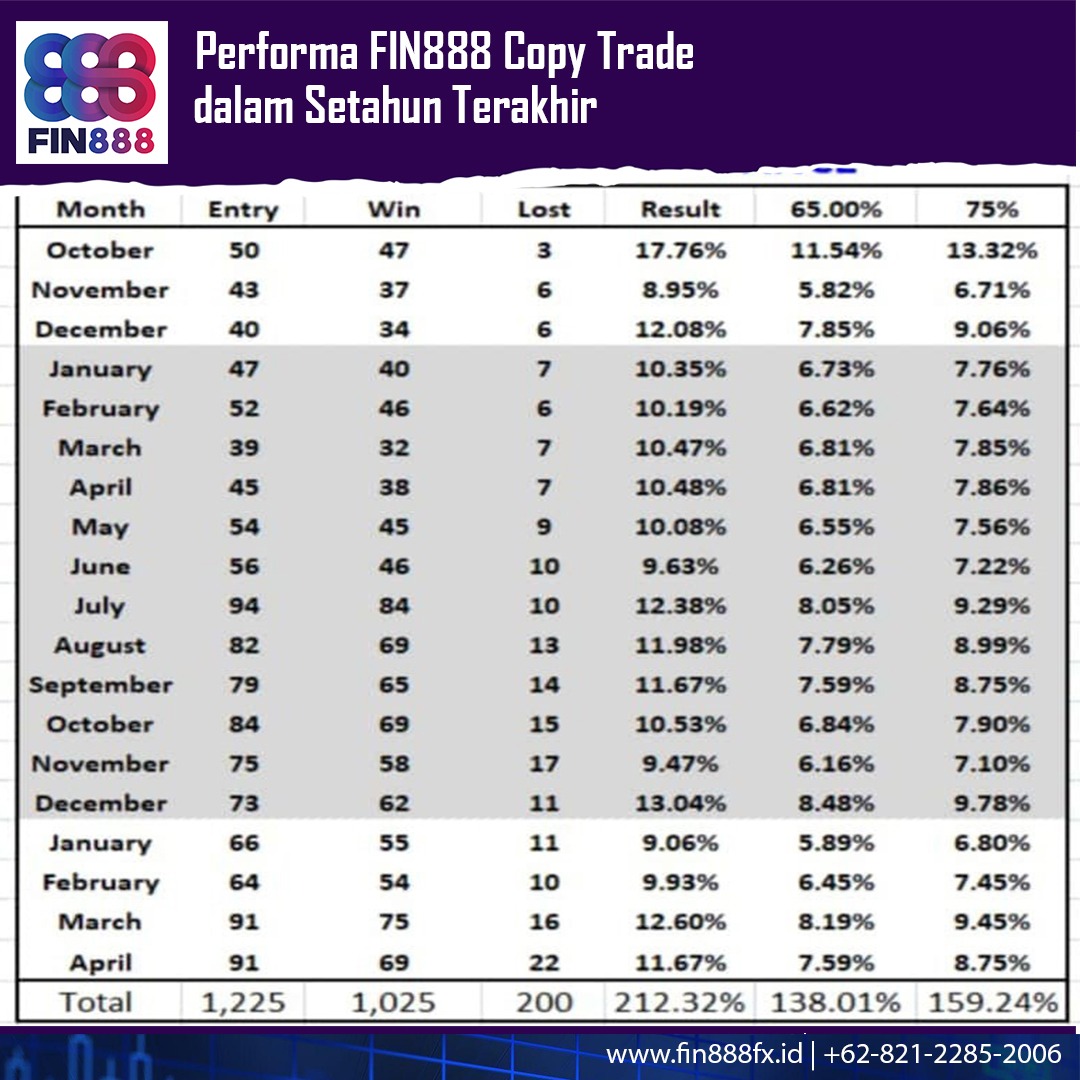 888
FIN888
Performa FIN888 Copy Trade
dalam Setahun Terakhir
Month Entry Win Lost Result 65.00% 75%
October 50 47 3 17.76% 11.54% 13.32%
November 43 37 6 8.95% 5.82% 6.71%
December 40 34 6 12.08% 7.85% 9.06%
January 47 40 7 10.35% 6.73% 7.76%
February 52 46 6 10.19% 6.62% 7.64%
March 39 32 7 10.47% 6.81% 7.85%
April 45 38 7 10.48% 6.81% 7.86%
May 54 45 9 10.08% 6.55% 7.56%
June 56 46 10 9.63% 6.26% 7.22%
July 94 84 10 12.38% 8.05% 9.29%
August 82 69 13 11.98% 7.79% 8.99%
September 79 65 14 11.67% 7.59% 8.75%
October 84 69 15 10.53% 6.84% 7.90%
November 75 58 17 9.47% 6.16% 7.10%
December 73 62 11 13.04% 8.48% 9.78%
January 66 55 11 9.06% 5.89% 6.80%
February 64 54 10 9.93% 6.45% 7.45%
March 91 75 16 12.60% 8.19% 9.45%
April 91 69 22 11.67% 7.59% 8.75%
Total 1,225 1,025 200 212.32% 138.01% 159.24%
www.fin888fx.id | +62-821-2285-2006